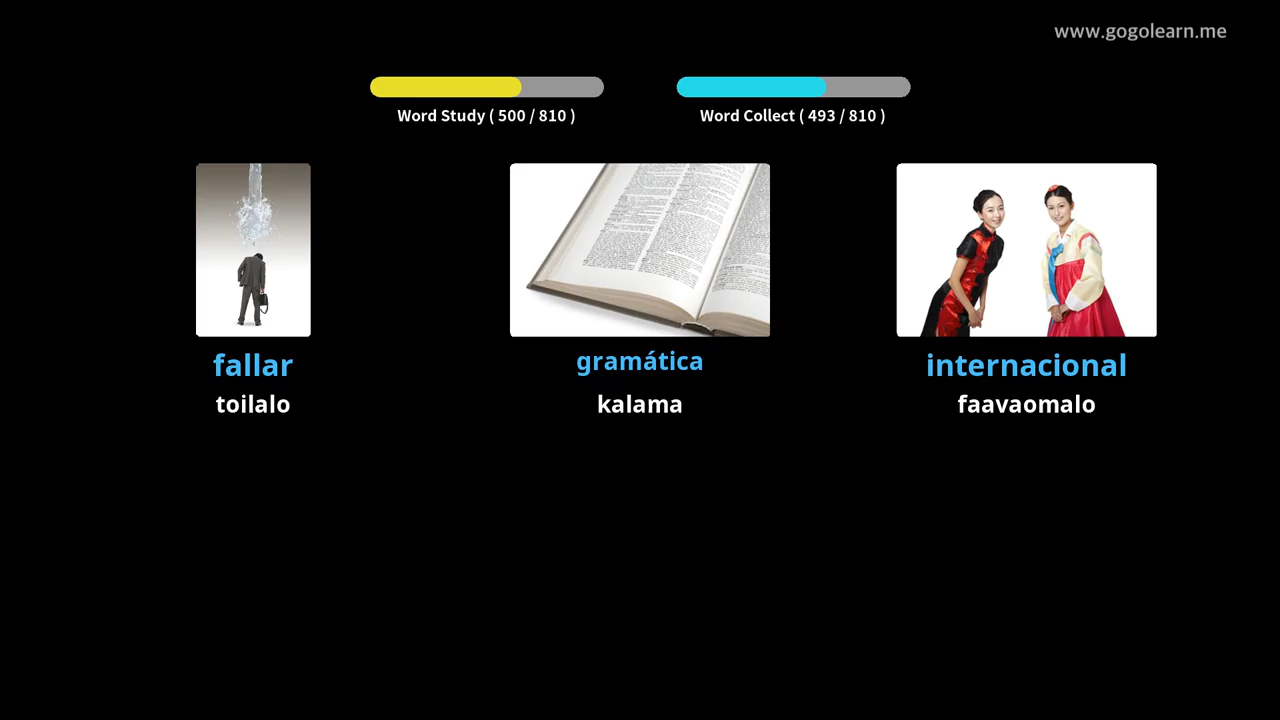 www.gogolearn.me
Word Study ( 500 / 810 )
Word Collect ( 493 / 810 )
fallar
gramática
internacional
toilalo
kalama
faavaomalo